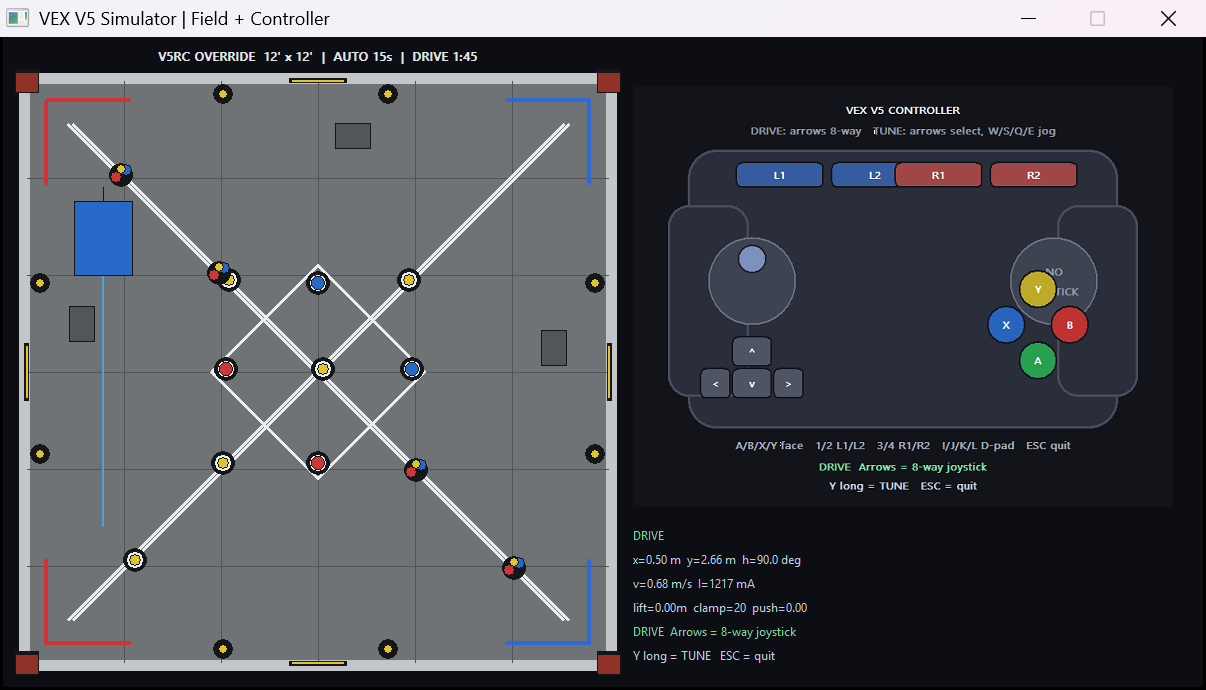 VEX V5 Simulator | Field + Controller
V5RC OVERRIDE 12' x 12' | AUTO 15s | DRIVE 1:45
VEX V5 CONTROLLER
DRIVE: arrows 8-way TUNE: arrows select, W/S/Q/E jog
L1 L2 R1 R2
NO
TICK
Y
X B
A
^
< v >
A/B/X/Y face 1/2 L1/L2 3/4 R1/R2 I/J/K/L D-pad ESC quit
DRIVE Arrows = 8-way joystick
Y long = TUNE ESC = quit
DRIVE
x=0.50 m y=2.66 m h=90.0 deg
v=0.68 m/s I=1217 mA
lift=0.00m clamp=20 push=0.00
DRIVE Arrows = 8-way joystick
Y long = TUNE ESC = quit